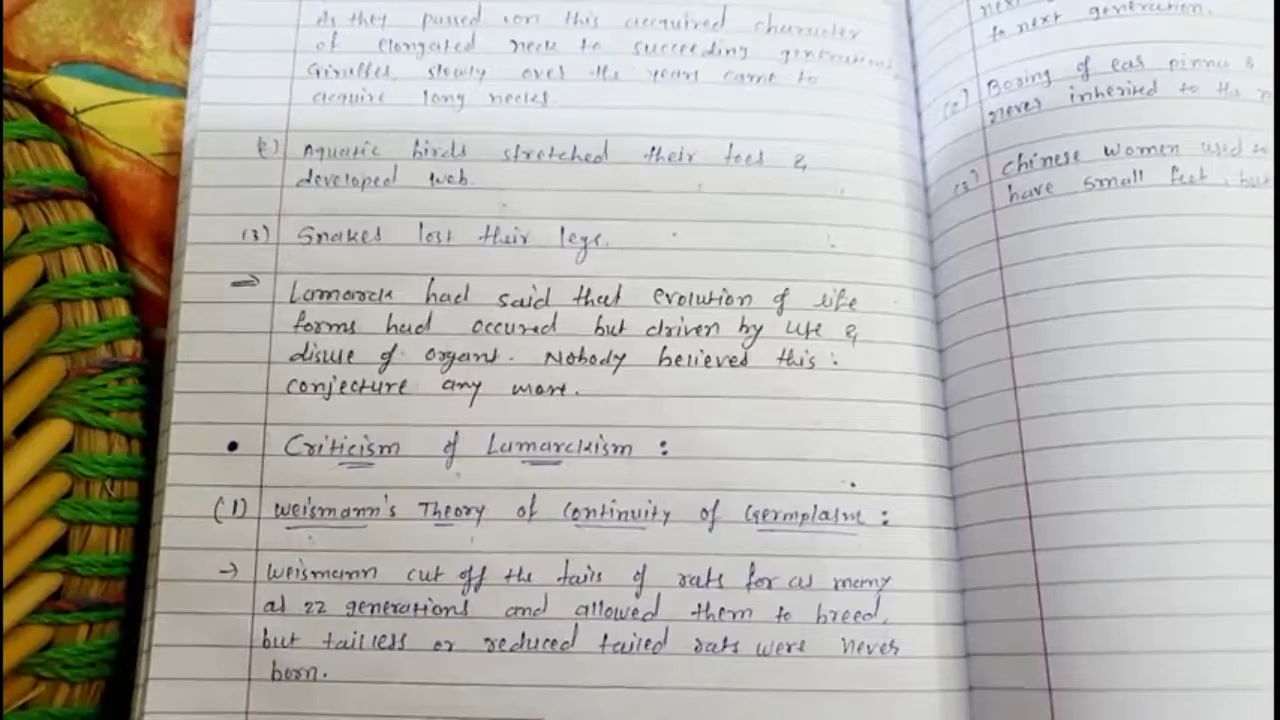 As they passed on this acquired character
of elongated neck to succeeding generations
Giraffes slowly over the years came to
acquire long necks.
(2) Aquatic birds stretched their toes &
developed web.
(3) Snakes lost their legs.
⇒ Lamarck had said that evolution of life
forms had occured but driven by use &
disuse of organs. Nobody believed this
conjecture any more.
• Criticism of Lamarckism :
(1) Weismann's Theory of Continuity of Germplasm :
→ Weismann cut off the tails of rats for as many
as 22 generations and allowed them to breed,
but tailless or reduced tailed rats were never
born.
next
to next generation.
(2) Boring of ear pinna &
never inherited to the
(3) Chinese women used to
have small feet, but